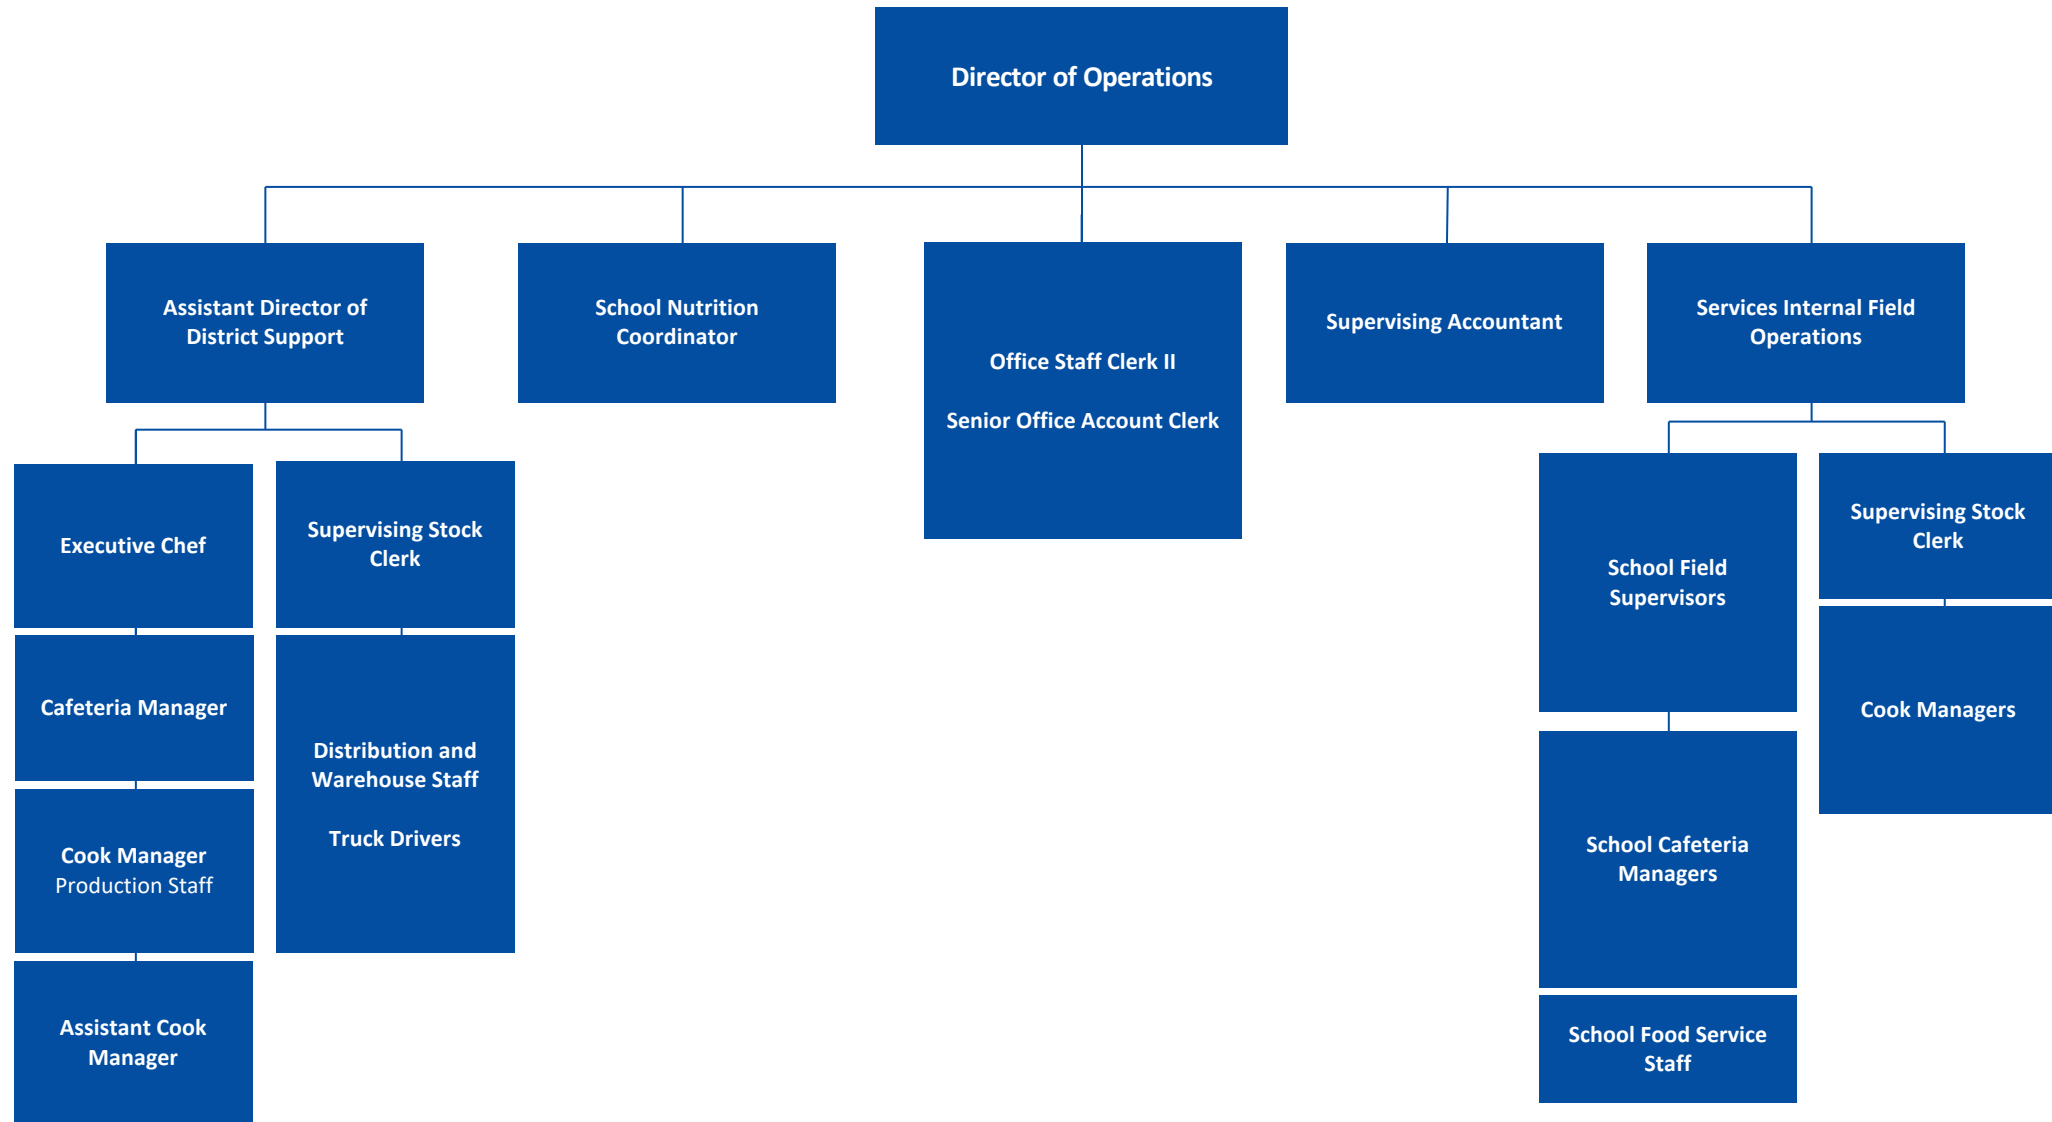 Director of Operations
Assistant Director of
District Support
School Nutrition
Coordinator
Office Staff Clerk II
Senior Office Account Clerk
Supervising Accountant
Services Internal Field
Operations
Executive Chef
Supervising Stock
Clerk
School Field
Supervisors
Supervising Stock
Clerk
Cafeteria Manager
Distribution and
Warehouse Staff
Truck Drivers
Cook Managers
Cook Manager
Production Staff
School Cafeteria
Managers
Assistant Cook
Manager
School Food Service
Staff